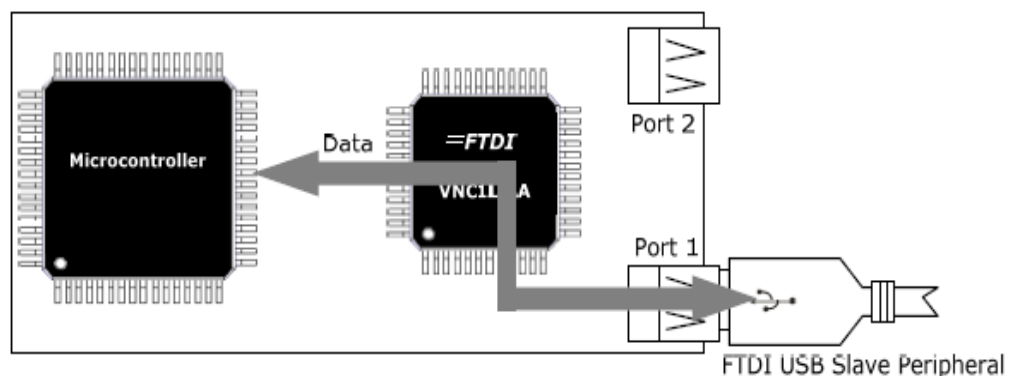 Microcontroller
Data
FTDI
Port 2
Port 1
FTDI USB Slave Peripheral